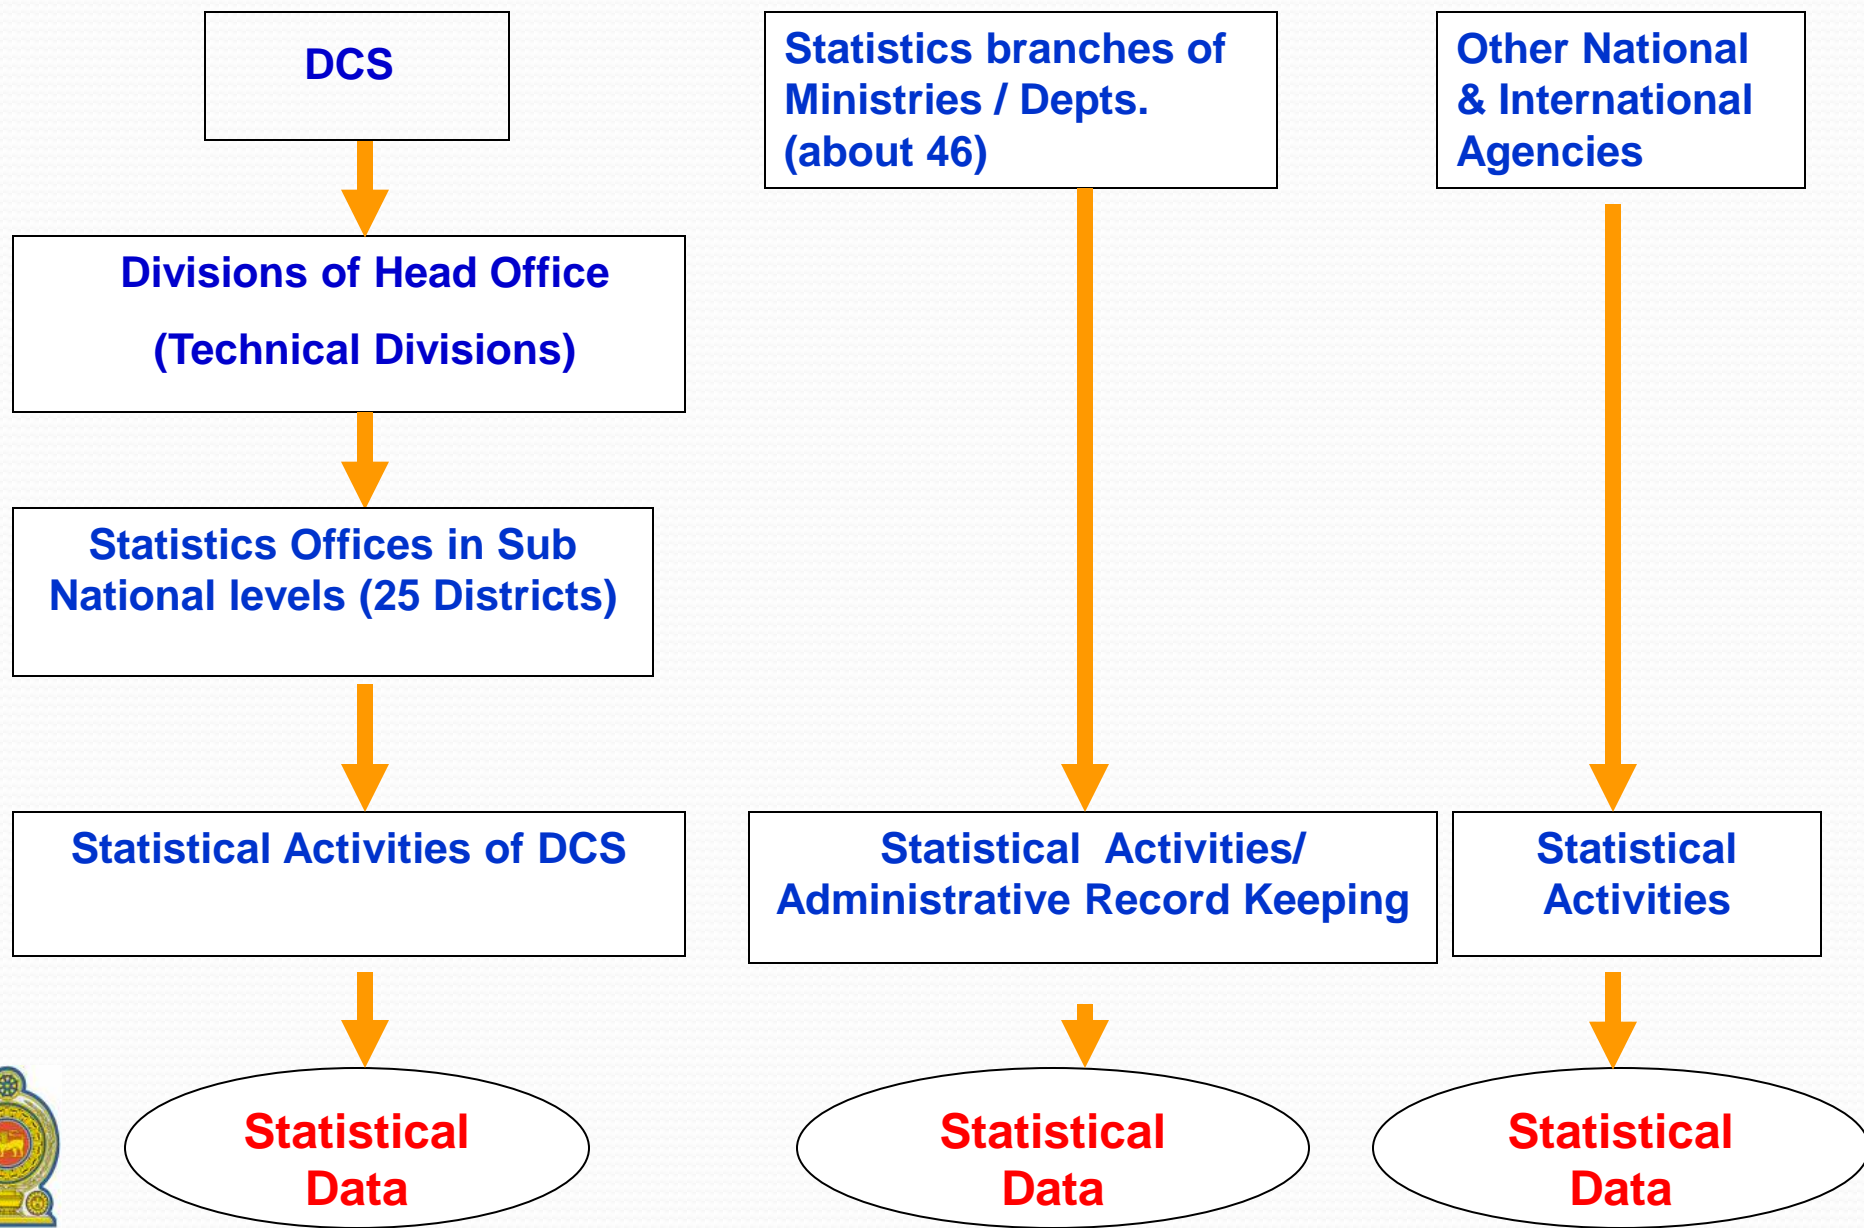 DCS
Divisions of Head Office
(Technical Divisions)
Statistics Offices in Sub
National levels (25 Districts)
Statistical Activities of DCS
Statistical
Data
Statistics branches of
Ministries / Depts.
(about 46)
Statistical Activities/
Administrative Record Keeping
Statistical
Data
Other National
& International
Agencies
Statistical
Activities
Statistical
Data